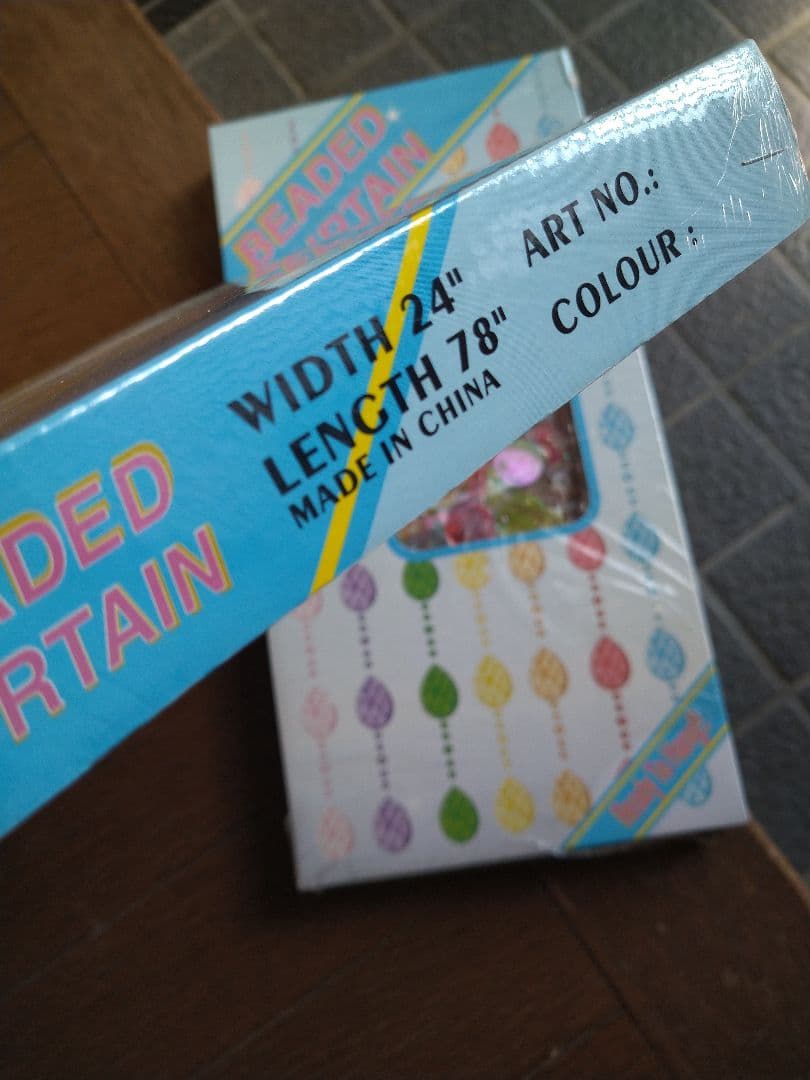 BEADED
WIDTH 24"
LENGTH 78"
MADE IN CHINA
ART NO.:
COLOUR :
ADED
RTAIN